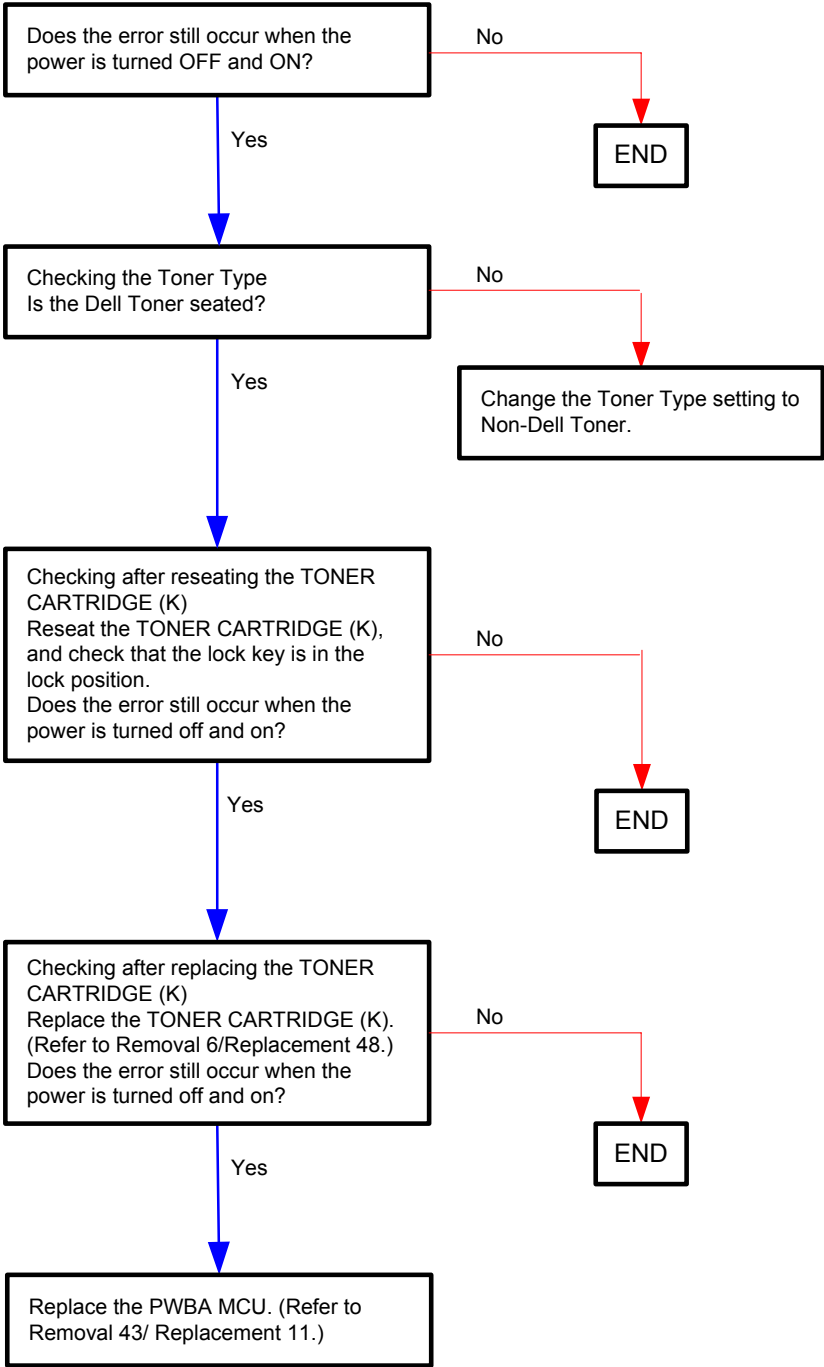 Does the error still occur when the
power is turned OFF and ON?
No
Yes
END
Checking the Toner Type
Is the Dell Toner seated?
No
Yes
Change the Toner Type setting to
Non-Dell Toner.
Checking after reseating the TONER
CARTRIDGE (K)
Reseat the TONER CARTRIDGE (K),
and check that the lock key is in the
lock position.
Does the error still occur when the
power is turned off and on?
No
Yes
END
Checking after replacing the TONER
CARTRIDGE (K)
Replace the TONER CARTRIDGE (K).
(Refer to Removal 6/Replacement 48.)
Does the error still occur when the
power is turned off and on?
No
Yes
END
Replace the PWBA MCU. (Refer to
Removal 43/ Replacement 11.)